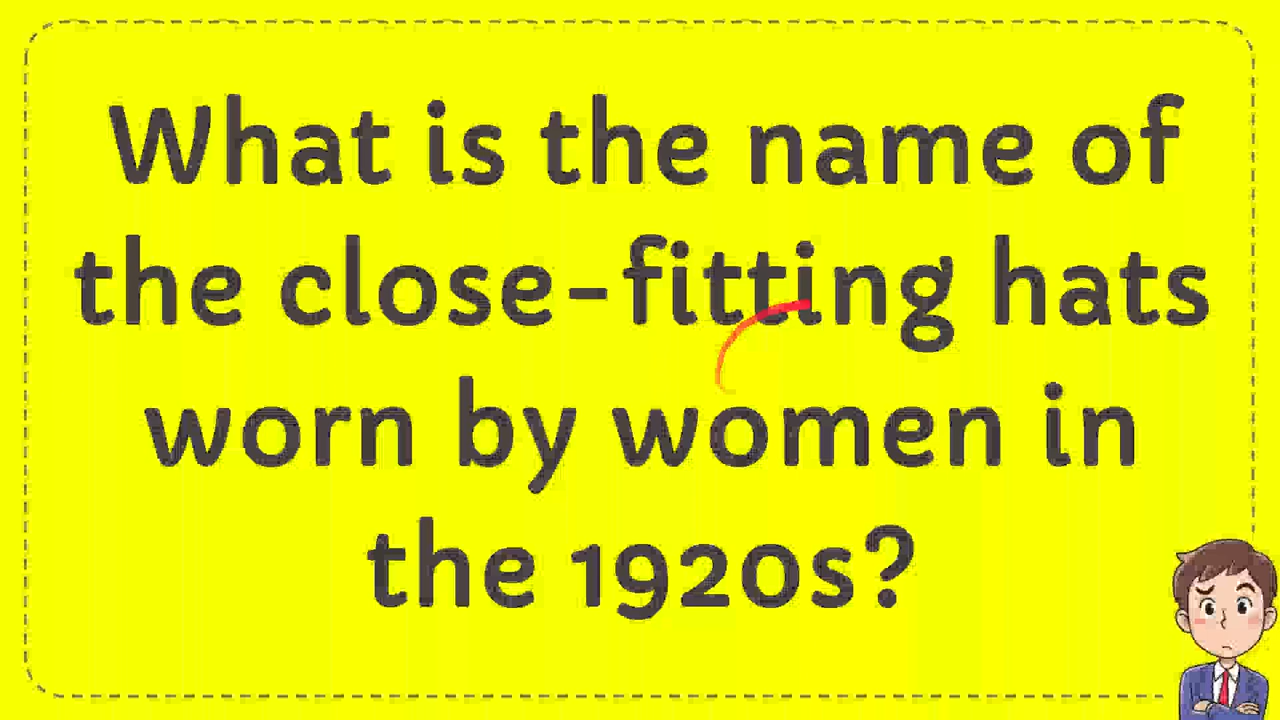 What is the name of
the close-fitting hats
worn by women in
the 1920s?